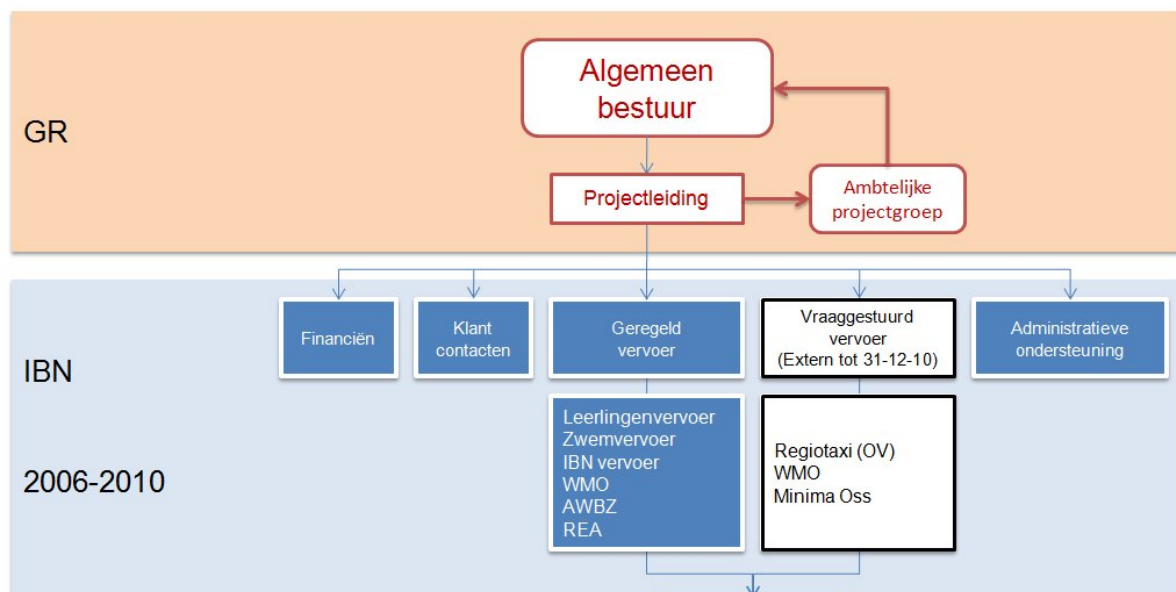 Algemeen
bestuur
GR
Projectleiding
Ambtelijke
projectgroep
Financiën
Klant
contacten
Geregeld
vervoer
Vraaggestuurd
vervoer
(Extern tot 31-12-10)
Administratieve
ondersteuning
IBN
2006-2010
Leerlingenvervoer
Zwemvervoer
IBN vervoer
WMO
AWBZ
REA
Regiotaxi (OV)
WMO
Minima Oss